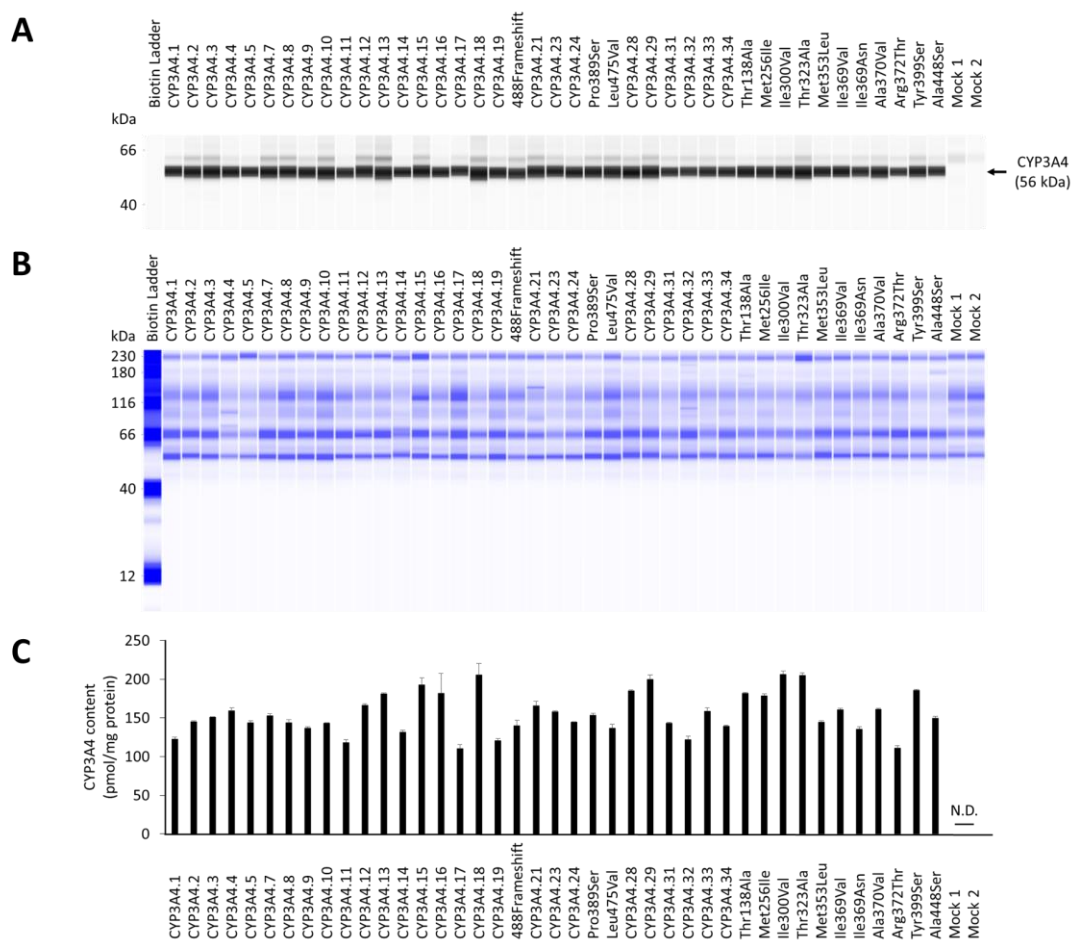 A
Biotin Ladder
CYP3A4.1
CYP3A4.2
CYP3A4.3
CYP3A4.4
CYP3A4.5
CYP3A4.7
CYP3A4.8
CYP3A4.9
CYP3A4.10
CYP3A4.11
CYP3A4.12
CYP3A4.13
CYP3A4.14
CYP3A4.15
CYP3A4.16
CYP3A4.17
CYP3A4.18
CYP3A4.19
488Frameshift
CYP3A4.21
CYP3A4.23
CYP3A4.24
Pro389Ser
Leu475Val
CYP3A4.28
CYP3A4.29
CYP3A4.31
CYP3A4.32
CYP3A4.33
CYP3A4.34
Thr138Ala
Met256Ile
Ile300Val
Thr323Ala
Met353Leu
Ile369Val
Ile369Asn
Ala370Val
Arg372Thr
Tyr399Ser
Ala448Ser
Mock 1
Mock 2
kDa
66
40
CYP3A4
(56 kDa)
B
Biotin Ladder
CYP3A4.1
CYP3A4.2
CYP3A4.3
CYP3A4.4
CYP3A4.5
CYP3A4.7
CYP3A4.8
CYP3A4.9
CYP3A4.10
CYP3A4.11
CYP3A4.12
CYP3A4.13
CYP3A4.14
CYP3A4.15
CYP3A4.16
CYP3A4.17
CYP3A4.18
CYP3A4.19
488Frameshift
CYP3A4.21
CYP3A4.23
CYP3A4.24
Pro389Ser
Leu475Val
CYP3A4.28
CYP3A4.29
CYP3A4.31
CYP3A4.32
CYP3A4.33
CYP3A4.34
Thr138Ala
Met256Ile
Ile300Val
Thr323Ala
Met353Leu
Ile369Val
Ile369Asn
Ala370Val
Arg372Thr
Tyr399Ser
Ala448Ser
Mock 1
Mock 2
kDa
230
180
116
66
40
12
C
CYP3A4 content
(pmol/mg protein)
250
200
150
100
50
0
N.D.
CYP3A4.1
CYP3A4.2
CYP3A4.3
CYP3A4.4
CYP3A4.5
CYP3A4.7
CYP3A4.8
CYP3A4.9
CYP3A4.10
CYP3A4.11
CYP3A4.12
CYP3A4.13
CYP3A4.14
CYP3A4.15
CYP3A4.16
CYP3A4.17
CYP3A4.18
CYP3A4.19
488Frameshift
CYP3A4.21
CYP3A4.23
CYP3A4.24
Pro389Ser
Leu475Val
CYP3A4.28
CYP3A4.29
CYP3A4.31
CYP3A4.32
CYP3A4.33
CYP3A4.34
Thr138Ala
Met256Ile
Ile300Val
Thr323Ala
Met353Leu
Ile369Val
Ile369Asn
Ala370Val
Arg372Thr
Tyr399Ser
Ala448Ser
Mock 1
Mock 2